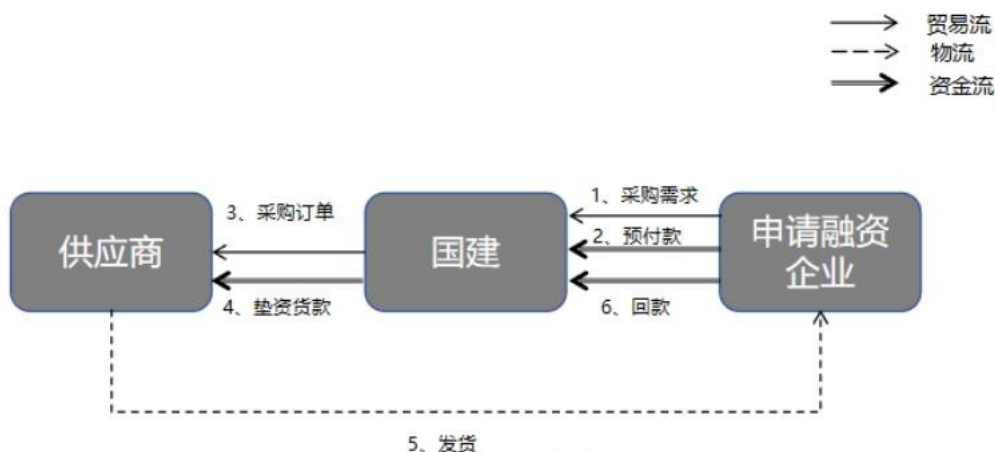 贸易流
物流
资金流
1、采购需求
3、采购订单
供应商
国建
2、预付款
申请融资
企业
4、垫资货款
6、回款
5、发货